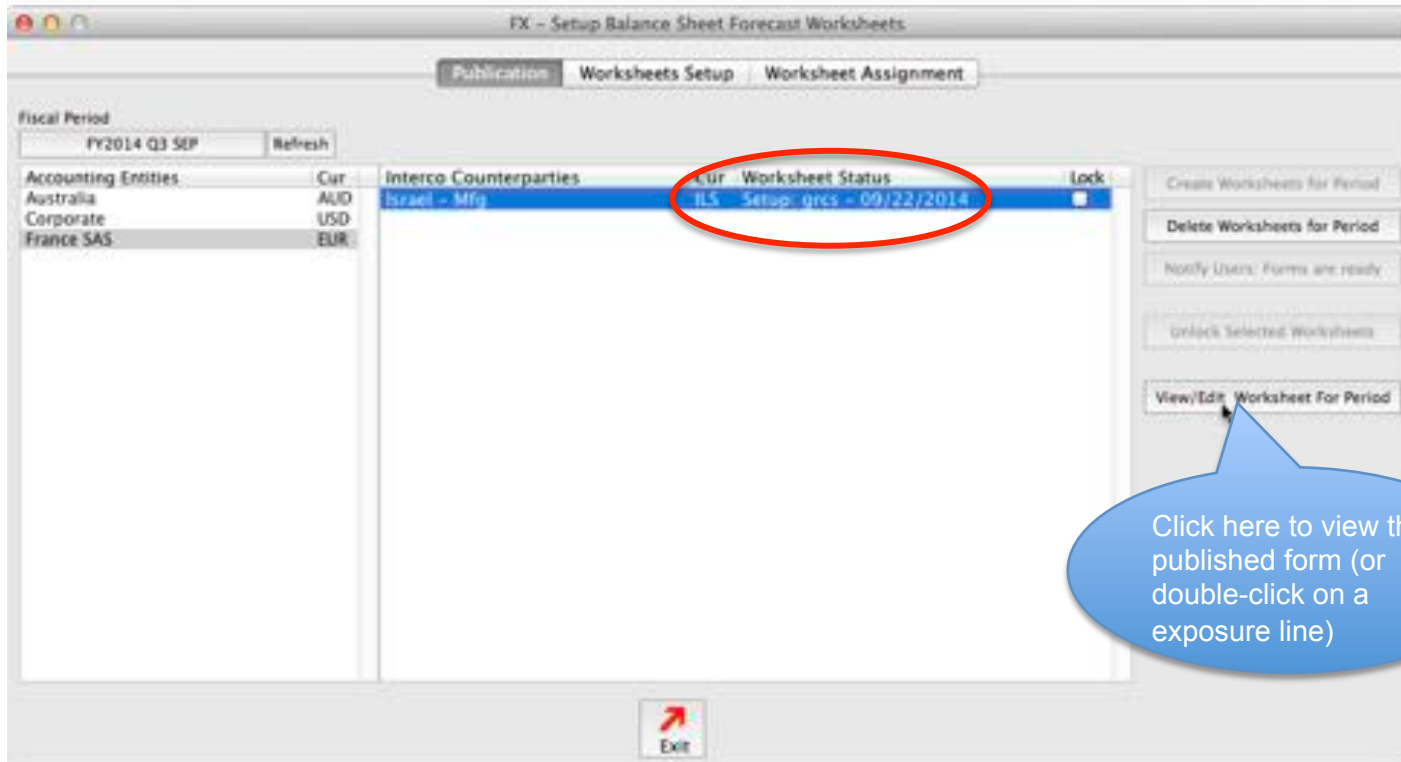 FX – Setup Balance Sheet Forecast Worksheets
Publication Worksheets Setup Worksheet Assignment
Fiscal Period
FY2014 Q3 SEP Refresh
Accounting Entities Cur
Australia AUD
Corporate USD
France SAS EUR
Interco Counterparties Cur Worksheet Status Lock
Israel – Mfg ILS Setup: grcs – 09/22/2014
Create Worksheets for Period
Delete Worksheets for Period
Notify Users: Forms are ready
Unlock Selected Worksheets
View/Edit Worksheet For Period
Click here to view th
published form (or
double-click on a
exposure line)
Exit